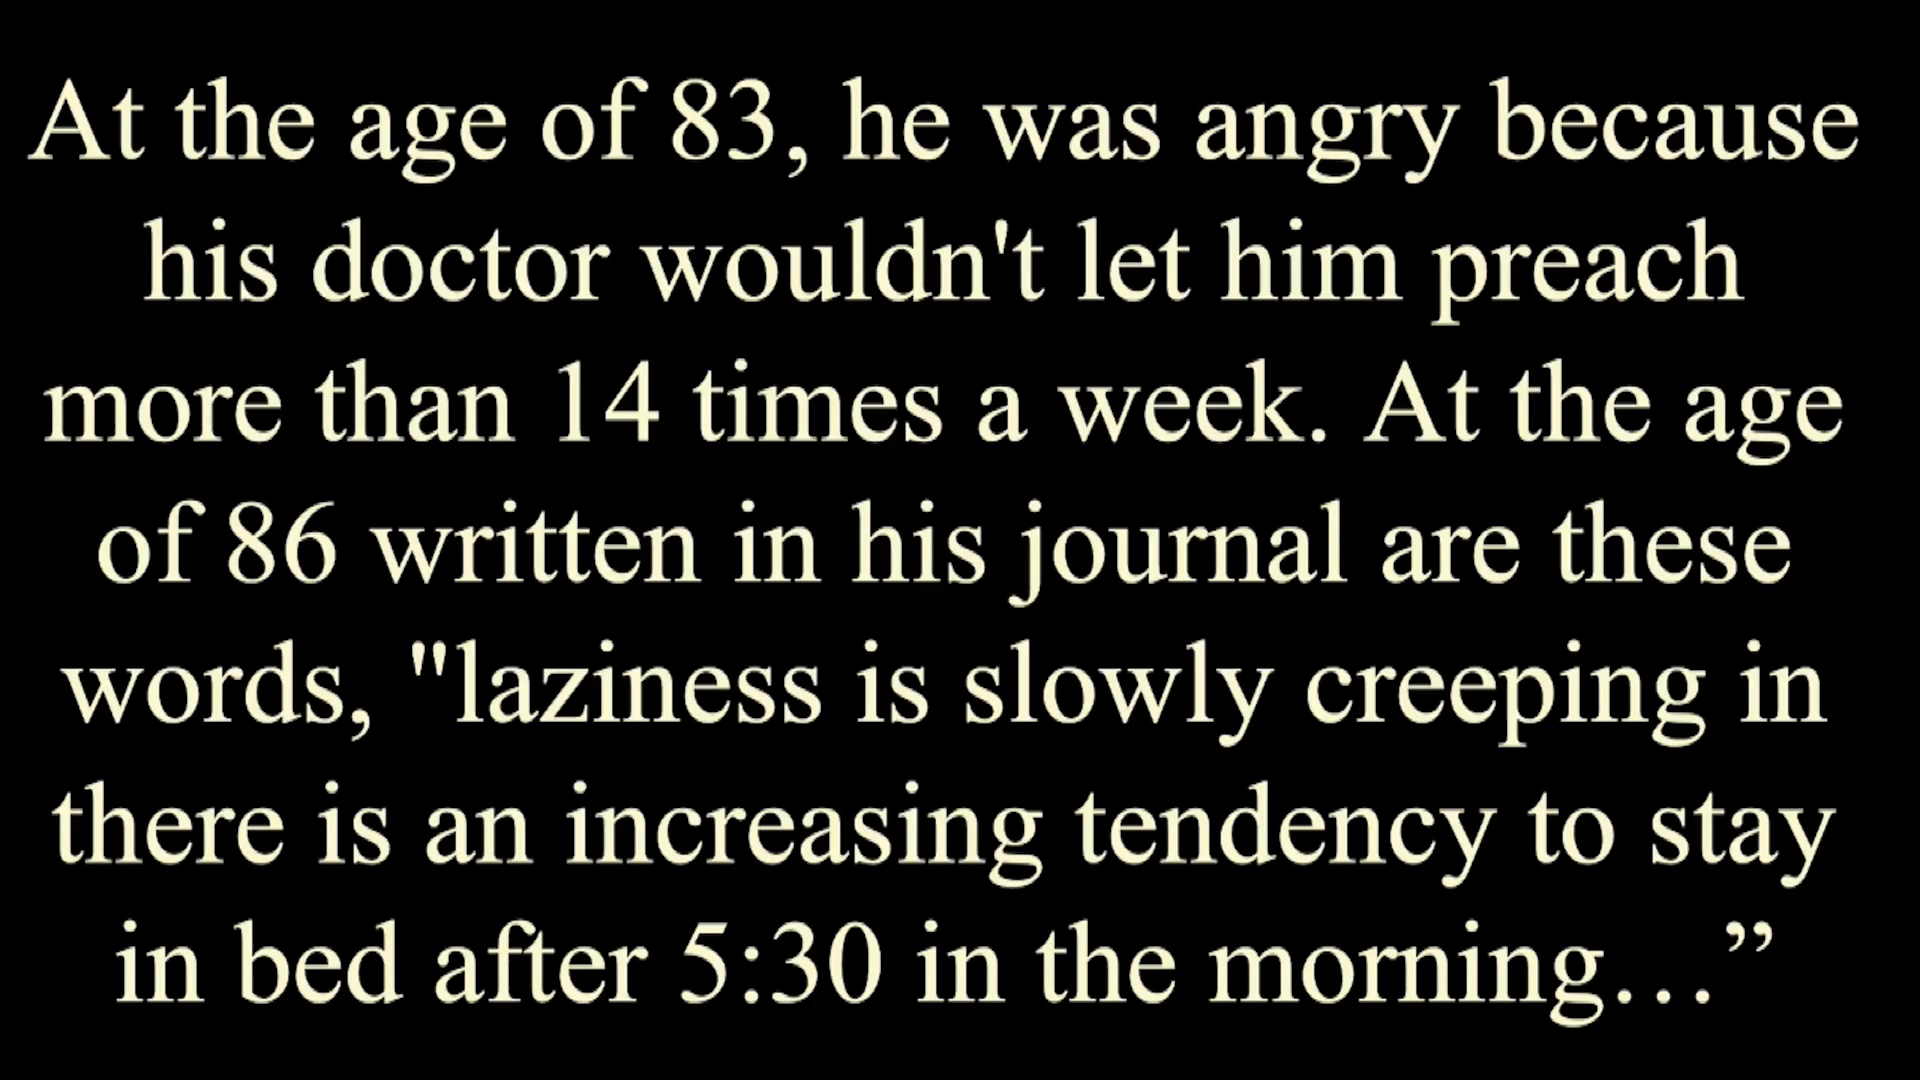 At the age of 83, he was angry because
his doctor wouldn't let him preach
more than 14 times a week. At the age
of 86 written in his journal are these
words, "laziness is slowly creeping in
there is an increasing tendency to stay
in bed after 5:30 in the morning…”